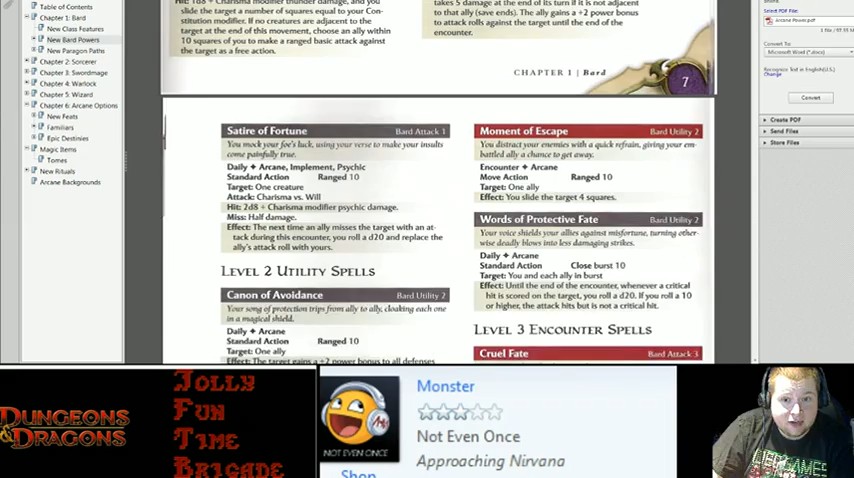 Table of Contents
Chapter 1: Bard
New Class Features
New Bard Powers
New Paragon Paths
Chapter 2: Sorcerer
Chapter 3: Swordmage
Chapter 4: Warlock
Chapter 5: Wizard
Chapter 6: Arcane Options
New Feats
Familiars
Epic Destinies
Magic Items
Tomes
New Rituals
Arcane Backgrounds
Hit: 1d8 + Charisma modifier thunder damage, and you
slide the target a number of squares equal to your Con-
stitution modifier. If no creatures are adjacent to the
target at the end of this movement, choose an ally within
10 squares of you to make a ranged basic attack against
the target as a free action.
takes 5 damage at the end of its turn if it is not adjacent
to that ally (save ends). The ally gains a +2 power bonus
to attack rolls against the target until the end of the
encounter.
CHAPTER 1 | Bard
7
Satire of Fortune Bard Attack 1
You mock your foe's luck, using your verse to make your insults
come painfully true.
Daily ✦ Arcane, Implement, Psychic
Standard Action Ranged 10
Target: One creature
Attack: Charisma vs. Will
Hit: 2d8 + Charisma modifier psychic damage.
Miss: Half damage.
Effect: The next time an ally misses the target with an at-
tack during this encounter, you roll a d20 and replace the
ally's attack roll with yours.
LEVEL 2 UTILITY SPELLS
Canon of Avoidance Bard Utility 2
Your song of protection trips from ally to ally, cloaking each one
in a magical shield.
Daily ✦ Arcane
Standard Action Ranged 10
Target: One ally
Effect: The target gains a +2 power bonus to all defenses
Moment of Escape Bard Utility 2
You distract your enemies with a quick refrain, giving your em-
battled ally a chance to get away.
Encounter ✦ Arcane
Move Action Ranged 10
Target: One ally
Effect: You slide the target 4 squares.
Words of Protective Fate Bard Utility 2
Your voice shields your allies against misfortune, turning other-
wise deadly blows into less damaging strikes.
Daily ✦ Arcane
Standard Action Close burst 10
Target: You and each ally in burst
Effect: Until the end of the encounter, whenever a critical
hit is scored on the target, you roll a d20. If you roll a 10
or higher, the attack hits but is not a critical hit.
LEVEL 3 ENCOUNTER SPELLS
Cruel Fate Bard Attack 3
Select PDF File:
Arcane Power.pdf
Convert To:
Microsoft Word (*.docx)
Recognize Text in English(U.S.)
Change
Convert
Create PDF
Send Files
Store Files
DUNGEONS
& DRAGONS
JOLLY
FUN
TIME
BRIGADE
NOT EVEN ONCE
Shop
Monster
Not Even Once
Approaching Nirvana